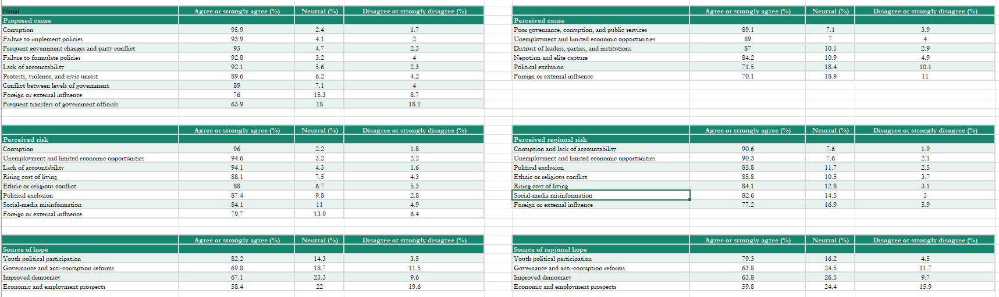 Nepal Agree or strongly agree (%) Neutral (%) Disagree or strongly disagree (%)
Proposed cause
Corruption 95.9 2.4 1.7
Failure to implement policies 93.9 4.1 2
Frequent government changes and party conflict 93 4.7 2.3
Failure to formulate policies 92.8 3.2 4
Lack of accountability 92.1 5.6 2.3
Protests, violence, and civic unrest 89.6 6.2 4.2
Conflict between levels of government 89 7.1 4
Foreign or external influence 76 15.3 8.7
Frequent transfers of government officials 63.9 18 18.1
Agree or strongly agree (%) Neutral (%) Disagree or strongly disagree (%)
Perceived cause
Poor governance, corruption, and public services 89.1 7.1 3.9
Unemployment and limited economic opportunities 89 7 4
Distrust of leaders, parties, and institutions 87 10.1 2.9
Nepotism and elite capture 84.2 10.9 4.9
Political exclusion 71.5 18.4 10.1
Foreign or external influence 70.1 18.9 11
Agree or strongly agree (%) Neutral (%) Disagree or strongly disagree (%)
Perceived risk
Corruption 96 2.2 1.8
Unemployment and limited economic opportunities 94.6 3.2 2.2
Lack of accountability 94.1 4.3 1.6
Rising cost of living 88.1 7.5 4.3
Ethnic or religious conflict 88 6.7 5.3
Political exclusion 87.4 9.8 2.8
Social-media misinformation 84.1 11 4.9
Foreign or external influence 79.7 13.9 6.4
Agree or strongly agree (%) Neutral (%) Disagree or strongly disagree (%)
Perceived regional risk
Corruption and lack of accountability 90.6 7.6 1.9
Unemployment and limited economic opportunities 90.3 7.6 2.1
Political exclusion 85.8 11.7 2.5
Ethnic or religious conflict 85.8 10.5 3.7
Rising cost of living 84.1 12.8 3.1
Social-media misinformation 82.6 14.5 3
Foreign or external influence 77.2 16.9 5.9
Agree or strongly agree (%) Neutral (%) Disagree or strongly disagree (%)
Source of hope
Youth political participation 82.2 14.3 3.5
Governance and anti-corruption reforms 69.8 18.7 11.5
Improved democracy 67.1 23.3 9.6
Economic and employment prospects 58.4 22 19.6
Agree or strongly agree (%) Neutral (%) Disagree or strongly disagree (%)
Source of regional hope
Youth political participation 79.3 16.2 4.5
Governance and anti-corruption reforms 63.8 24.5 11.7
Improved democracy 63.8 26.5 9.7
Economic and employment prospects 59.8 24.4 15.9